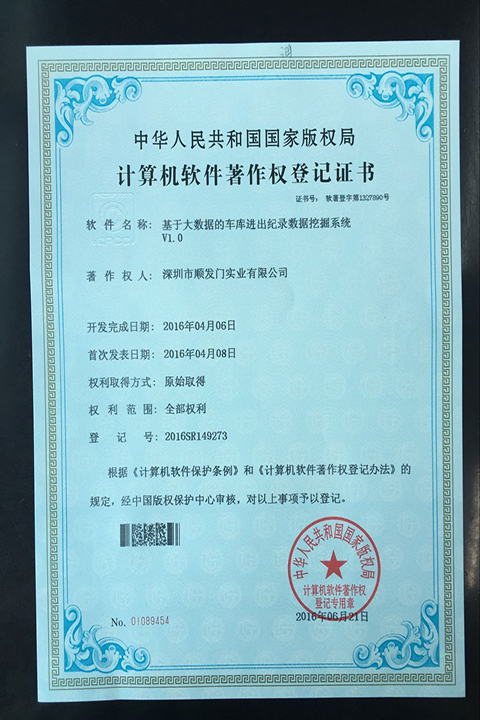 中华人民共和国国家版权局
计算机软件著作权登记证书
证书号： 软著登字第1327890号
软件名称： 基于大数据的车库进出纪录数据挖掘系统
V1.0
著作权人： 深圳市顺发门实业有限公司
开发完成日期： 2016年04月06日
首次发表日期： 2016年04月08日
权利取得方式： 原始取得
权利范围： 全部权利
登记号： 2016SR149273
根据《计算机软件保护条例》和《计算机软件著作权登记办法》的
规定，经中国版权保护中心审核，对以上事项予以登记。
中华人民共和国国家版权局
计算机软件著作权
登记专用章
No. 01089454
2016年06月21日